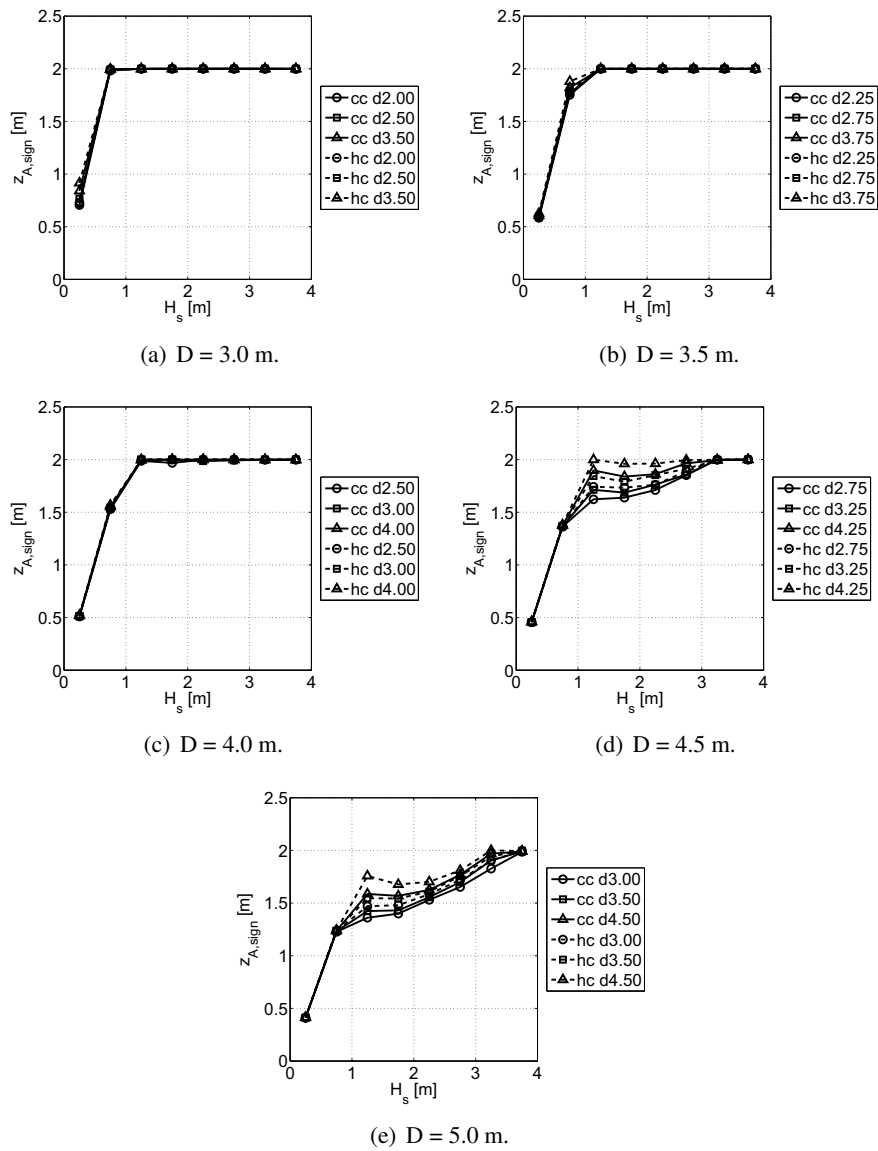 2.5
2
1.5
1
0.5
0
0 1 2 3 4
z_A,sign [m]
H_s [m]
cc d2.00
cc d2.50
cc d3.50
hc d2.00
hc d2.50
hc d3.50
(a) D = 3.0 m.
2.5
2
1.5
1
0.5
0
0 1 2 3 4
z_A,sign [m]
H_s [m]
cc d2.25
cc d2.75
cc d3.75
hc d2.25
hc d2.75
hc d3.75
(b) D = 3.5 m.
2.5
2
1.5
1
0.5
0
0 1 2 3 4
z_A,sign [m]
H_s [m]
cc d2.50
cc d3.00
cc d4.00
hc d2.50
hc d3.00
hc d4.00
(c) D = 4.0 m.
2.5
2
1.5
1
0.5
0
0 1 2 3 4
z_A,sign [m]
H_s [m]
cc d2.75
cc d3.25
cc d4.25
hc d2.75
hc d3.25
hc d4.25
(d) D = 4.5 m.
2.5
2
1.5
1
0.5
0
0 1 2 3 4
z_A,sign [m]
H_s [m]
cc d3.00
cc d3.50
cc d4.50
hc d3.00
hc d3.50
hc d4.50
(e) D = 5.0 m.